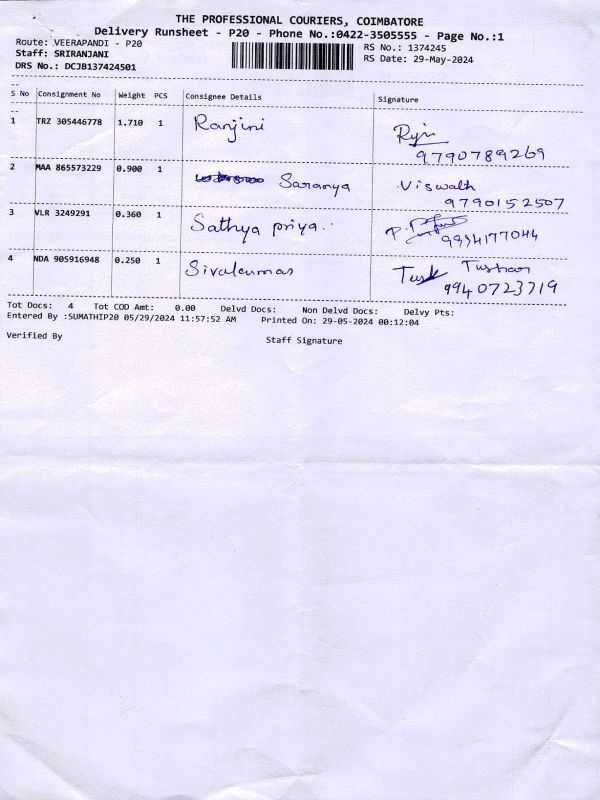 THE PROFESSIONAL COURIERS, COIMBATORE
Delivery Runsheet - P20 - Phone No.:0422-3505555 - Page No.:1
Route: VEERAPANDI - P20 RS No.: 1374245
Staff: SRIRANJANI RS Date: 29-May-2024
DRS No.: DCJB137424501
S No Consignment No Weight PCS Consignee Details Signature
1 TRZ 305446778 1.710 1 Ranjini
9790789269
2 MAA 865573229 0.900 1 Saranya Viswath
9790152507
3 VLR 3249291 0.360 1 Sathya priya. P.
9994177044
4 NDA 905916948 0.250 1 Sivakumar Tushar
9940723719
Tot Docs: 4 Tot COD Amt: 0.00 Delvd Docs: Non Delvd Docs: Delvy Pts:
Entered By :SUMATHIP20 05/29/2024 11:57:52 AM Printed On: 29-05-2024 00:12:04
Verified By Staff Signature